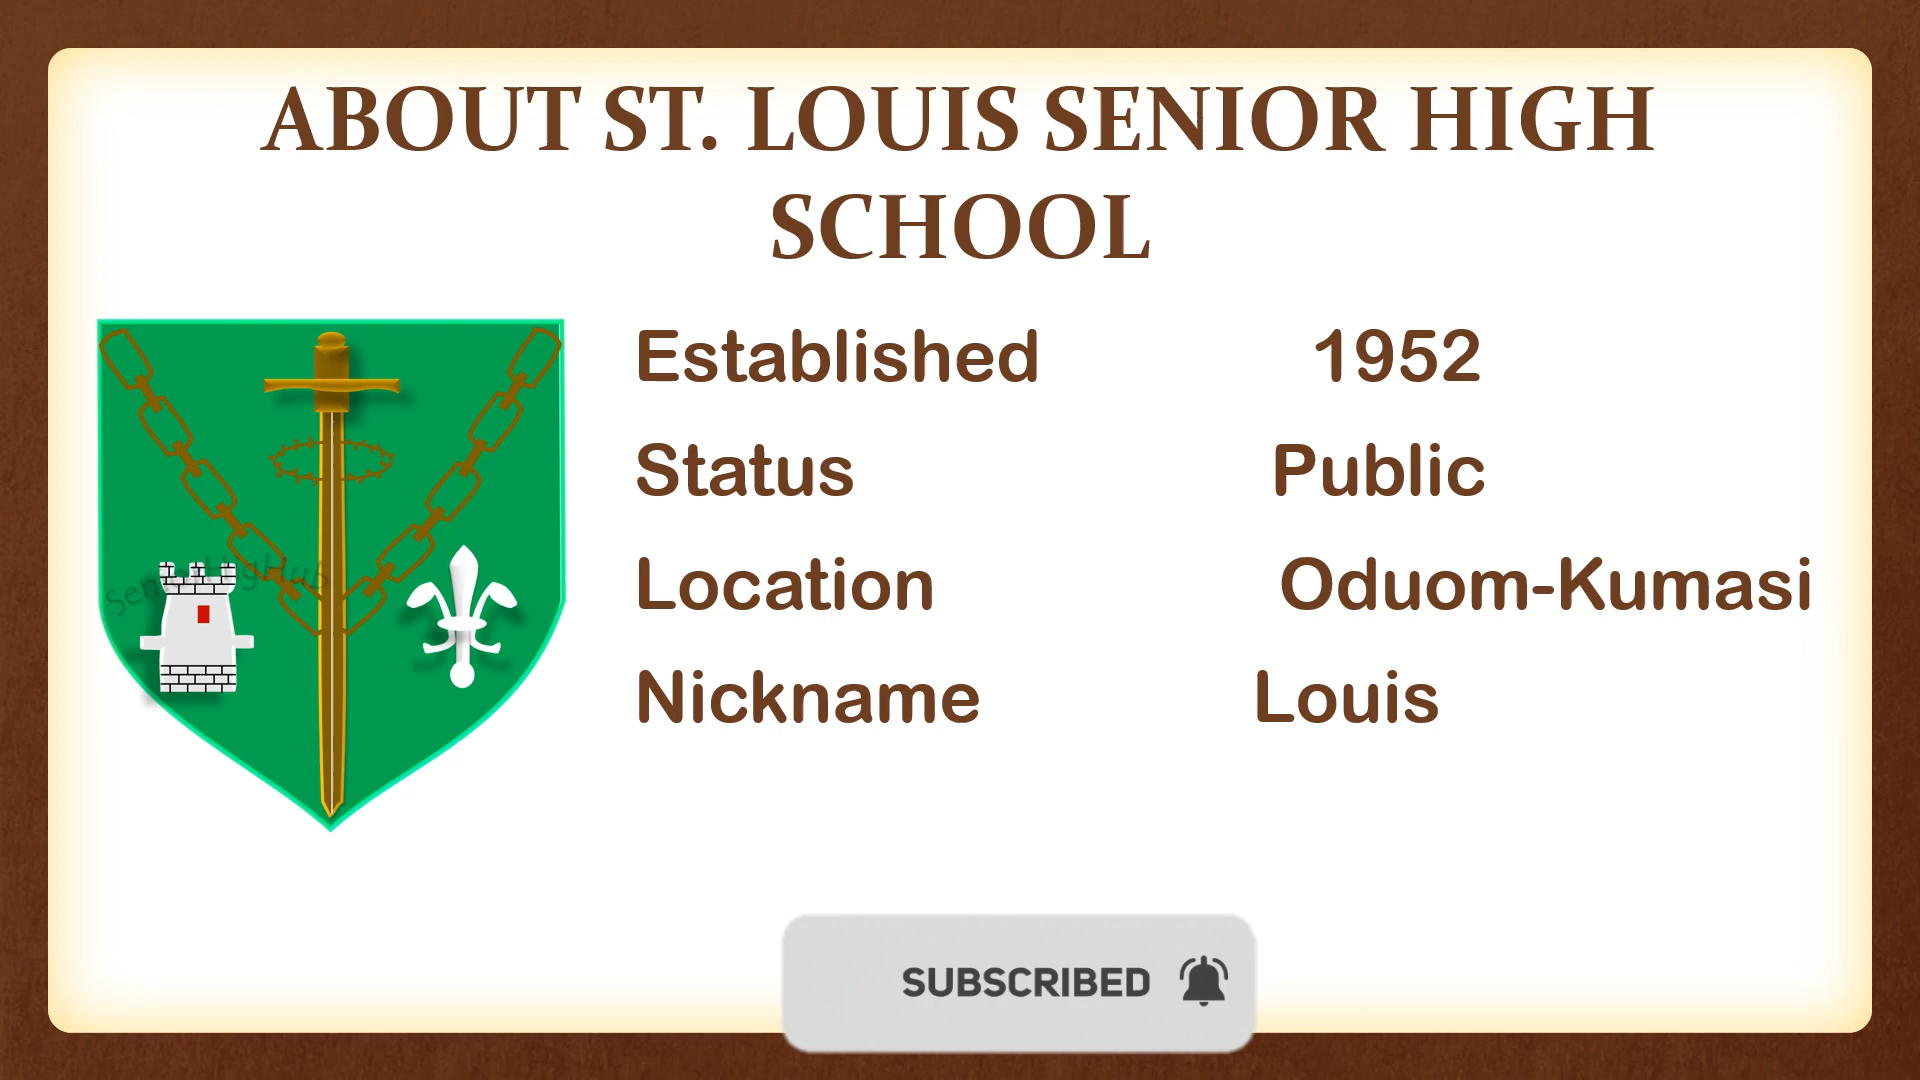 ABOUT ST. LOUIS SENIOR HIGH
SCHOOL
Established 1952
Status Public
Location Oduom-Kumasi
Nickname Louis
SUBSCRIBED